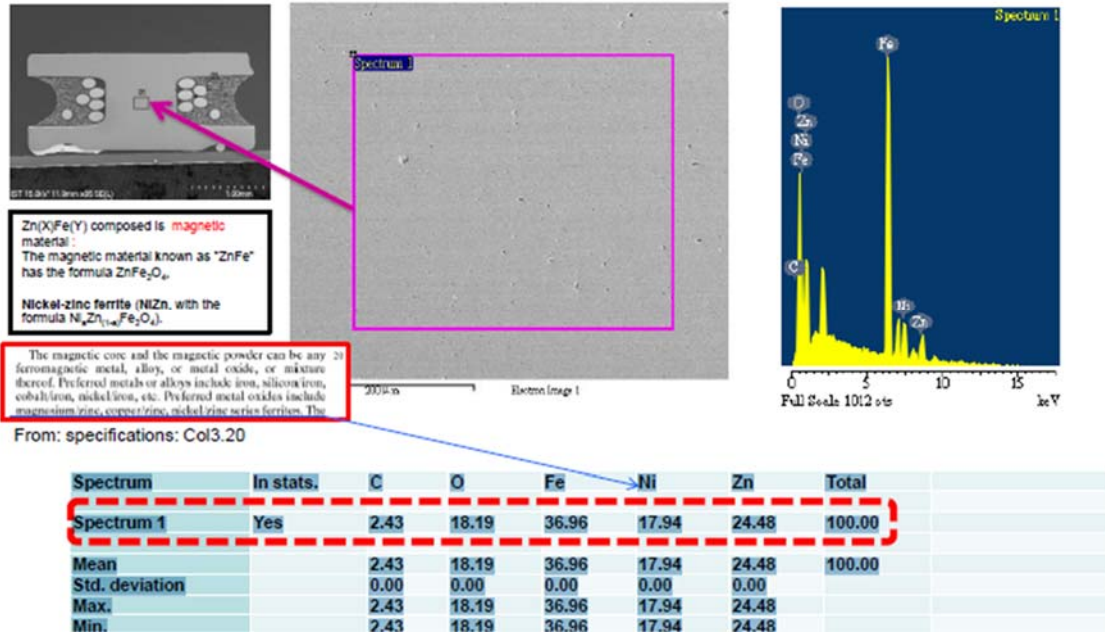 Spectrum 1
Zn(X)Fe(Y) composed is magnetic
material :
The magnetic material known as "ZnFe"
has the formula ZnFe₂O₄.
Nickel-zinc ferrite (NiZn, with the
formula NiₐZn₍₁₋ₐ₎Fe₂O₄).
The magnetic core and the magnetic powder can be any 20
ferromagnetic metal, alloy, or metal oxide, or mixture
thereof. Preferred metals or alloys include iron, silicon/iron,
cobalt/iron, nickel/iron, etc. Preferred metal oxides include
magnesium/zinc, copper/zinc, nickel/zinc series ferrites. The
From: specifications: Col3.20
200µm Electron Image 1
Spectrum 1
Fe
O
Zn
Ni
Fe
C
Ni
Zn
0 5 10 15
Full Scale 1012 cts keV
Spectrum In stats. C O Fe Ni Zn Total
Spectrum 1 Yes 2.43 18.19 36.96 17.94 24.48 100.00
Mean 2.43 18.19 36.96 17.94 24.48 100.00
Std. deviation 0.00 0.00 0.00 0.00 0.00
Max. 2.43 18.19 36.96 17.94 24.48
Min. 2.43 18.19 36.96 17.94 24.48